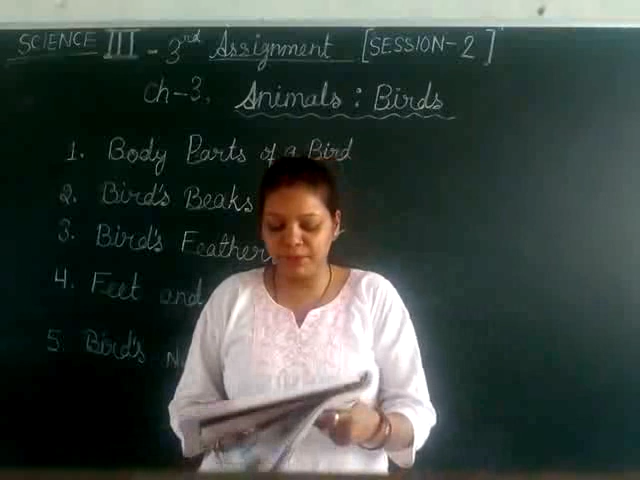 SCIENCE III - 3rd Assignment [SESSION-2]
Ch-3. Animals : Birds
1. Body Parts of a Bird
2. Bird's Beaks
3. Bird's Feather
4. Feet and
5. Bird's N